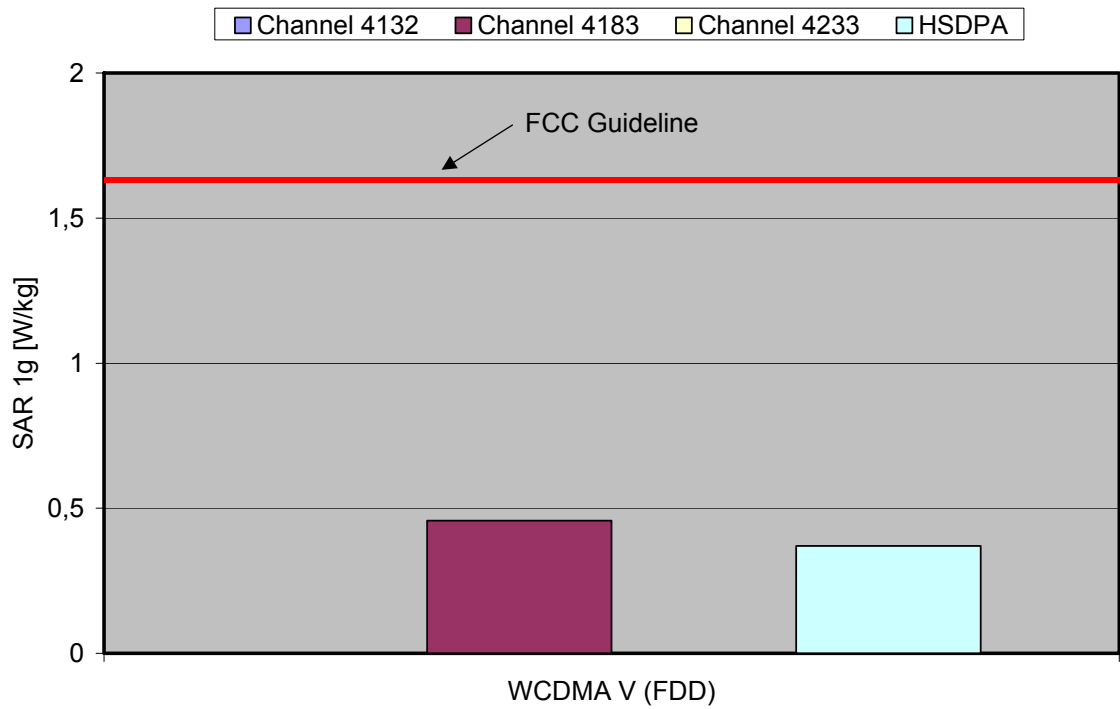 Channel 4132 Channel 4183 Channel 4233 HSDPA
2
FCC Guideline
1,5
SAR 1g [W/kg]
1
0,5
0
WCDMA V (FDD)